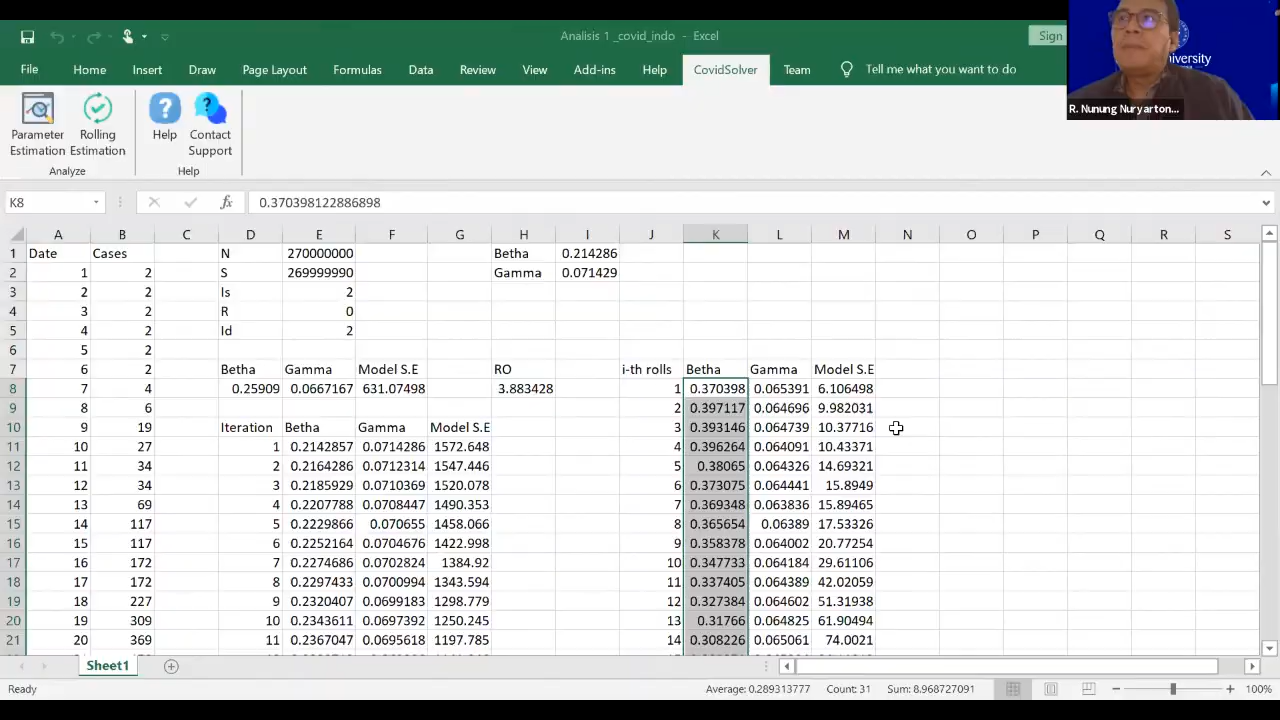 Analisis 1 _covid_indo - Excel
Sign
iversity
R. Nunung Nuryarton...
File Home Insert Draw Page Layout Formulas Data Review View Add-ins Help CovidSolver Team Tell me what you want to do
Parameter Estimation
Rolling Estimation
Help
Contact Support
Analyze
Help
K8 fx 0.370398122886898
A B C D E F G H I J K L M N O P Q R S
1 Date Cases N 270000000 Betha 0.214286
2 1 2 S 269999990 Gamma 0.071429
3 2 2 Is 2
4 3 2 R 0
5 4 2 Id 2
6 5 2
7 6 2 Betha Gamma Model S.E RO i-th rolls Betha Gamma Model S.E
8 7 4 0.25909 0.0667167 631.07498 3.883428 1 0.370398 0.065391 6.106498
9 8 6 2 0.397117 0.064696 9.982031
10 9 19 Iteration Betha Gamma Model S.E 3 0.393146 0.064739 10.37716
11 10 27 1 0.2142857 0.0714286 1572.648 4 0.396264 0.064091 10.43371
12 11 34 2 0.2164286 0.0712314 1547.446 5 0.38065 0.064326 14.69321
13 12 34 3 0.2185929 0.0710369 1520.078 6 0.373075 0.064441 15.8949
14 13 69 4 0.2207788 0.0708447 1490.353 7 0.369348 0.063836 15.89465
15 14 117 5 0.2229866 0.070655 1458.066 8 0.365654 0.06389 17.53326
16 15 117 6 0.2252164 0.0704676 1422.998 9 0.358378 0.064002 20.77254
17 16 172 7 0.2274686 0.0702824 1384.92 10 0.347733 0.064184 29.61106
18 17 172 8 0.2297433 0.0700994 1343.594 11 0.337405 0.064389 42.02059
19 18 227 9 0.2320407 0.0699183 1298.779 12 0.327384 0.064602 51.31938
20 19 309 10 0.2343611 0.0697392 1250.245 13 0.31766 0.064825 61.90494
21 20 369 11 0.2367047 0.0695618 1197.785 14 0.308226 0.065061 74.0021
Sheet1
Ready Average: 0.289313777 Count: 31 Sum: 8.968727091 100%